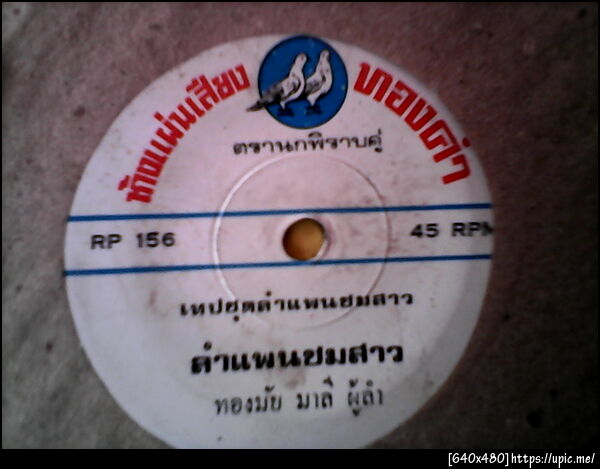 ห้างแผ่นเสียง ทองคำ
ตรานกพิราบคู่
RP 156 45 RPM
เทปชุดลำแพนชมสาว
ลำแพนชมสาว
ทองมัย มาลี ผู้ลำ
[640x480]https://upic.me/